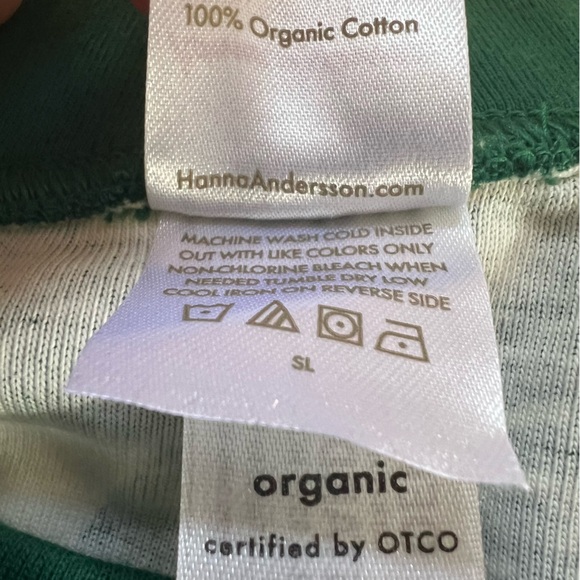 100% Organic Cotton
HannaAndersson.com
MACHINE WASH COLD INSIDE
OUT WITH LIKE COLORS ONLY
NON-CHLORINE BLEACH WHEN
NEEDED TUMBLE DRY LOW
COOL IRON ON REVERSE SIDE
SL
organic
certified by OTCO